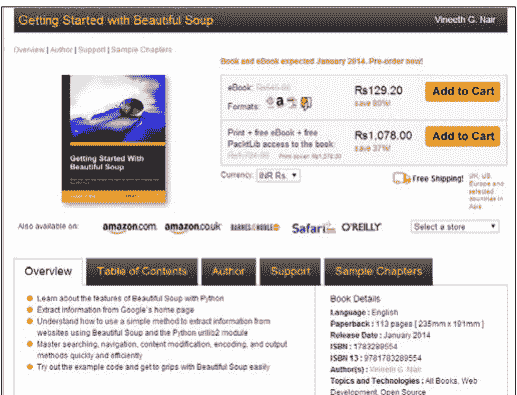 Getting Started with Beautiful Soup Vineeth G. Nair
Overview | Author | Support | Sample Chapters
Book and eBook expected January 2014. Pre-order now!
eBook: Rs129.20 Add to Cart
Formats: save 80%!
Print + free eBook + free Rs1,078.00 Add to Cart
PacktLib access to the book: save 37%!
Currency: INR Rs.
Free Shipping!
UK, US,
Europe and
selected
countries in
Asia
Getting Started With
Beautiful Soup
Also available on: amazon.com amazon.co.uk BARNES&NOBLE Safari O'REILLY Select a store
Overview Table of Contents Author Support Sample Chapters
Learn about the features of Beautiful Soup with Python
Extract information from Google's home page
Understand how to use a simple method to extract information from
websites using Beautiful Soup and the Python urllib2 module
Master searching, navigation, content modification, encoding, and output
methods quickly and efficiently
Try out the example code and get to grips with Beautiful Soup easily
Book Details
Language : English
Paperback : 113 pages [ 235mm x 191mm ]
Release Date : January 2014
ISBN : 1783289554
ISBN 13 : 9781783289554
Author(s) : Vineeth G. Nair
Topics and Technologies : All Books, Web
Development, Open Source